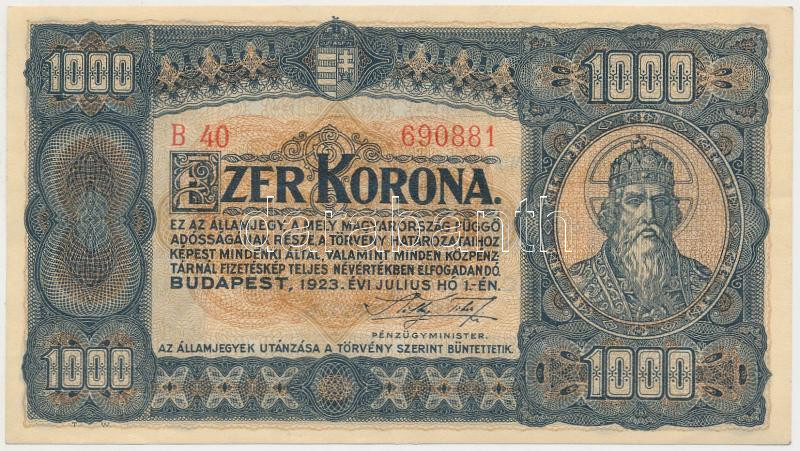 1000
1000
B 40 690881
EZER KORONA.
EZ AZ ÁLLAMJEGY, A MELY MAGYARORSZÁG FÜGGŐ
ADÓSSÁGÁNAK RÉSZE, A TÖRVÉNY HATÁROZATAIHOZ
KÉPEST MINDENKI ÁLTAL, VALAMINT MINDEN KÖZPÉNZ-
TÁRNÁL FIZETÉSKÉP TELJES NÉVÉRTÉKBEN ELFOGADANDÓ.
BUDAPEST, 1923. ÉVI JULIUS HÓ 1.-ÉN.
PÉNZÜGYMINISTER.
AZ ÁLLAMJEGYEK UTÁNZÁSA A TÖRVÉNY SZERINT BÜNTETTETIK.
1000
1000
T W
darabanth